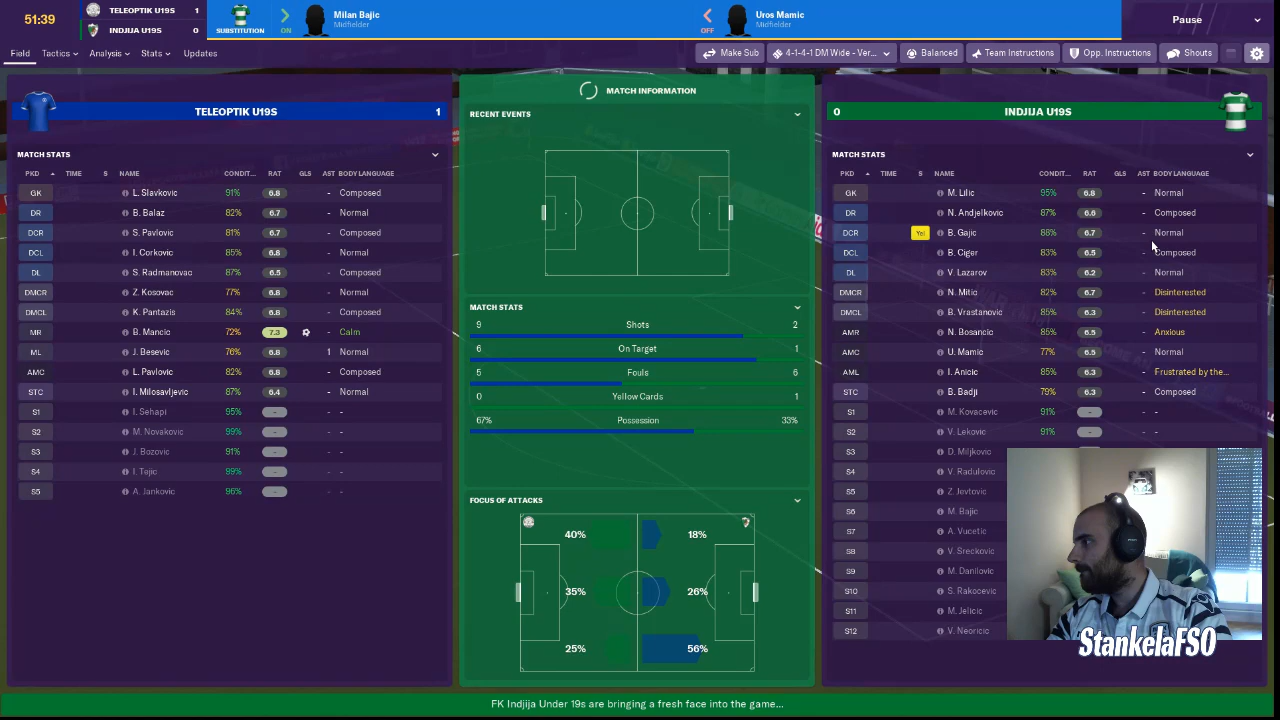 51:39
TELEOPTIK U19S 1
INDJIJA U19S 0
SUBSTITUTION
ON
Milan Bajic
Midfielder
OFF
Uros Mamic
Midfielder
Pause
Field Tactics Analysis Stats Updates
Make Sub 4-1-4-1 DM Wide - Ver... Balanced Team Instructions Opp. Instructions Shouts
TELEOPTIK U19S 1
MATCH STATS
PKD TIME S NAME CONDIT... RAT GLS AST BODY LANGUAGE
GK L. Slavkovic 91% 6.8 - Composed
DR B. Balaz 82% 6.7 - Normal
DCR S. Pavlovic 81% 6.7 - Composed
DCL I. Corkovic 85% 6.8 - Normal
DL S. Radmanovac 87% 6.5 - Composed
DMCR Z. Kosovac 77% 6.8 - Normal
DMCL K. Pantazis 84% 6.8 - Composed
MR B. Mancic 72% 7.3 - Calm
ML J. Besevic 76% 6.8 1 Normal
AMC L. Pavlovic 82% 6.8 - Composed
STC I. Milosavljevic 87% 6.4 - Normal
S1 I. Sehapi 95% - - -
S2 M. Novakovic 99% - - -
S3 J. Bozovic 91% - - -
S4 I. Tejic 99% - - -
S5 A. Jankovic 96% - - -
MATCH INFORMATION
RECENT EVENTS
MATCH STATS
9 Shots 2
6 On Target 1
5 Fouls 6
0 Yellow Cards 1
67% Possession 33%
FOCUS OF ATTACKS
40% 18%
35% 26%
25% 56%
0 INDJIJA U19S
MATCH STATS
PKD TIME S NAME CONDIT... RAT GLS AST BODY LANGUAGE
GK M. Lilic 95% 6.8 - Normal
DR N. Andjelkovic 87% 6.6 - Composed
DCR Yel B. Gajic 88% 6.7 - Normal
DCL B. Ciger 83% 6.5 - Composed
DL V. Lazarov 83% 6.2 - Normal
DMCR N. Mitic 82% 6.7 - Disinterested
DMCL B. Vrastanovic 85% 6.3 - Disinterested
AMR N. Bosancic 85% 6.5 - Anxious
AMC U. Mamic 77% 6.5 - Normal
AML I. Anicic 85% 6.3 - Frustrated by the...
STC B. Badji 79% 6.3 - Composed
S1 M. Kovacevic 91% - - -
S2 V. Lekovic 91% - - -
S3 D. Miljkovic
S4 V. Radulovic
S5 Z. Jevtovic
S6 M. Bajic
S7 A. Vucetic
S8 V. Sreckovic
S9 M. Danilovic
S10 S. Rakocevic
S11 M. Jelicic
S12 V. Neoricic
StankelaFSO
FK Indjija Under 19s are bringing a fresh face into the game...